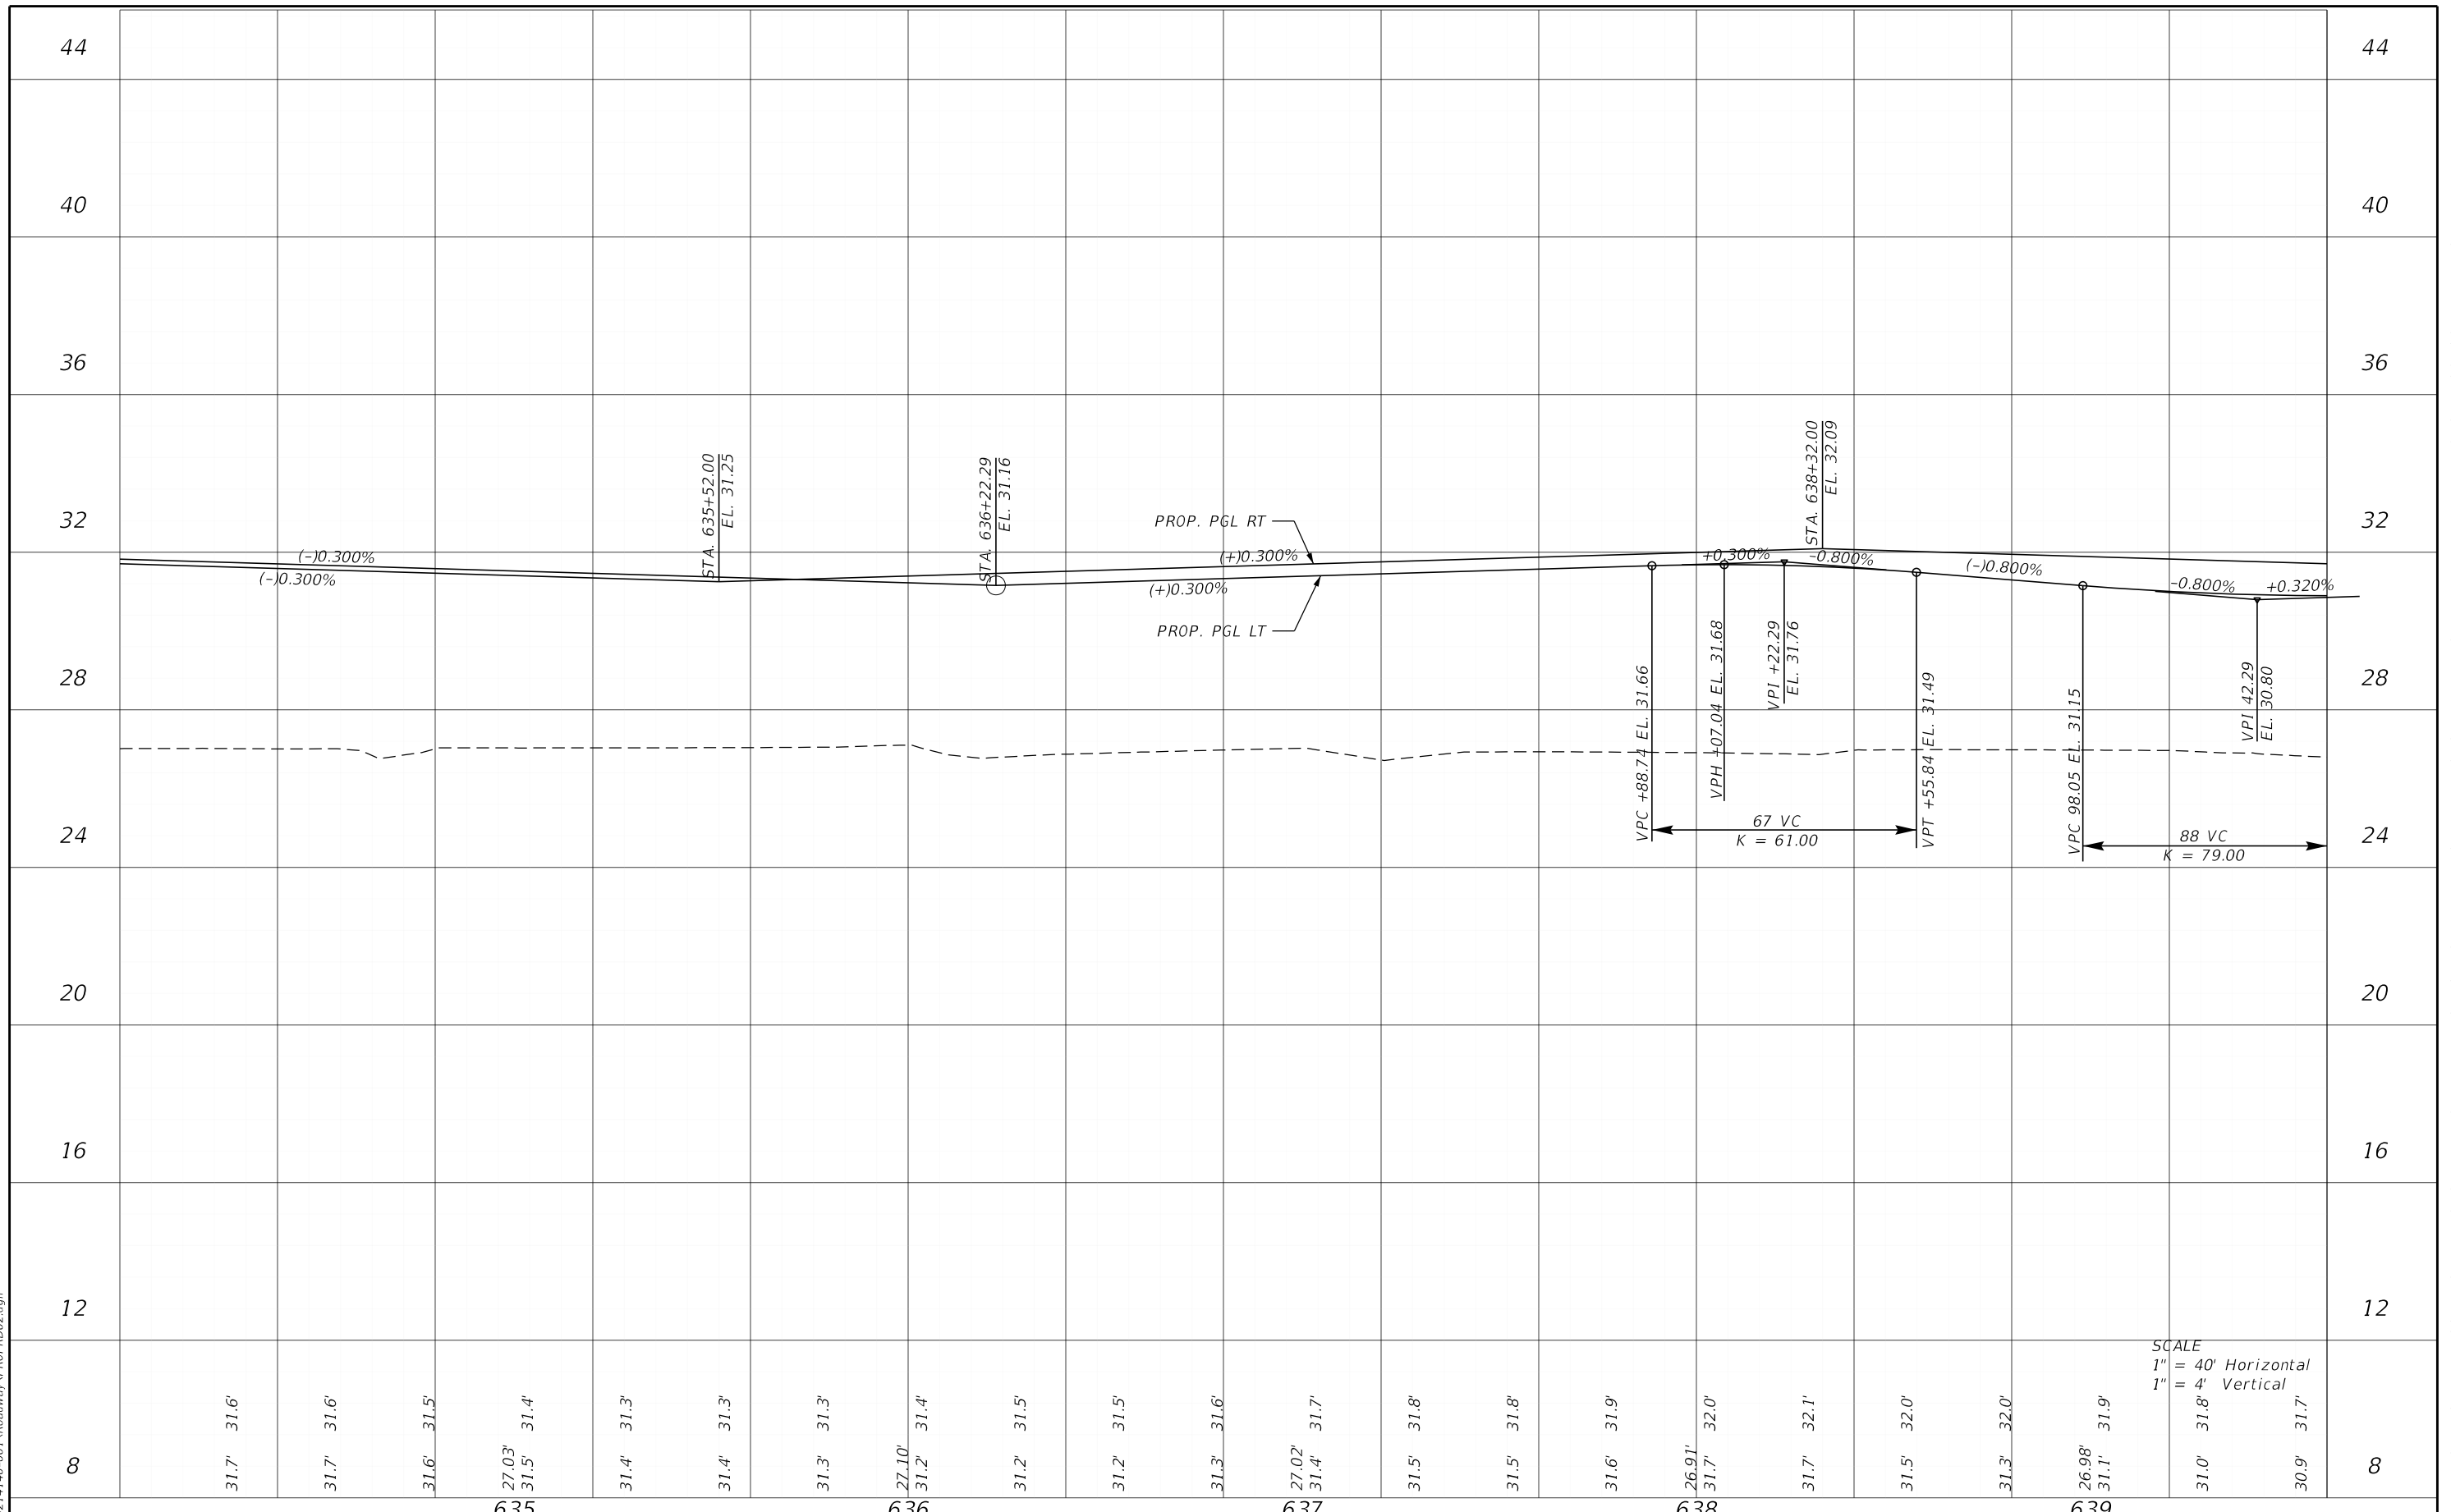 44
44
40
40
36
36
STA. 638+32.00
EL. 32.09
STA. 635+52.00
EL. 31.25
STA. 636+22.29
EL. 31.16
32
PROP. PGL RT
32
(-)0.300%
(+)0.300%
+0.300%
-0.800%
(-)0.300%
(+)0.300%
(-)0.800%
-0.800%
+0.320%
PROP. PGL LT
28
28
VPC +88.74 EL. 31.66
VPH +07.04 EL. 31.68
VPI +22.29
EL. 31.76
VPT +55.84 EL. 31.49
VPC 98.05 EL. 31.15
VPI 42.29
EL. 30.80
24
67 VC
K = 61.00
88 VC
K = 79.00
24
20
20
16
16
12
12
SCALE
1" = 40' Horizontal
1" = 4' Vertical
31.6' 31.6' 31.5' 31.4' 31.3' 31.3' 31.3' 31.4' 31.5' 31.5' 31.6' 31.7' 31.8' 31.8' 31.9' 32.0' 32.1' 32.0' 32.0' 31.9' 31.8' 31.7'
27.03' 27.10' 27.02' 26.91' 26.98'
8
31.7' 31.7' 31.6' 31.5' 31.4' 31.4' 31.3' 31.2' 31.2' 31.2' 31.3' 31.4' 31.5' 31.5' 31.6' 31.7' 31.7' 31.5' 31.3' 31.1' 31.0' 30.9'
8
635
636
637
638
639